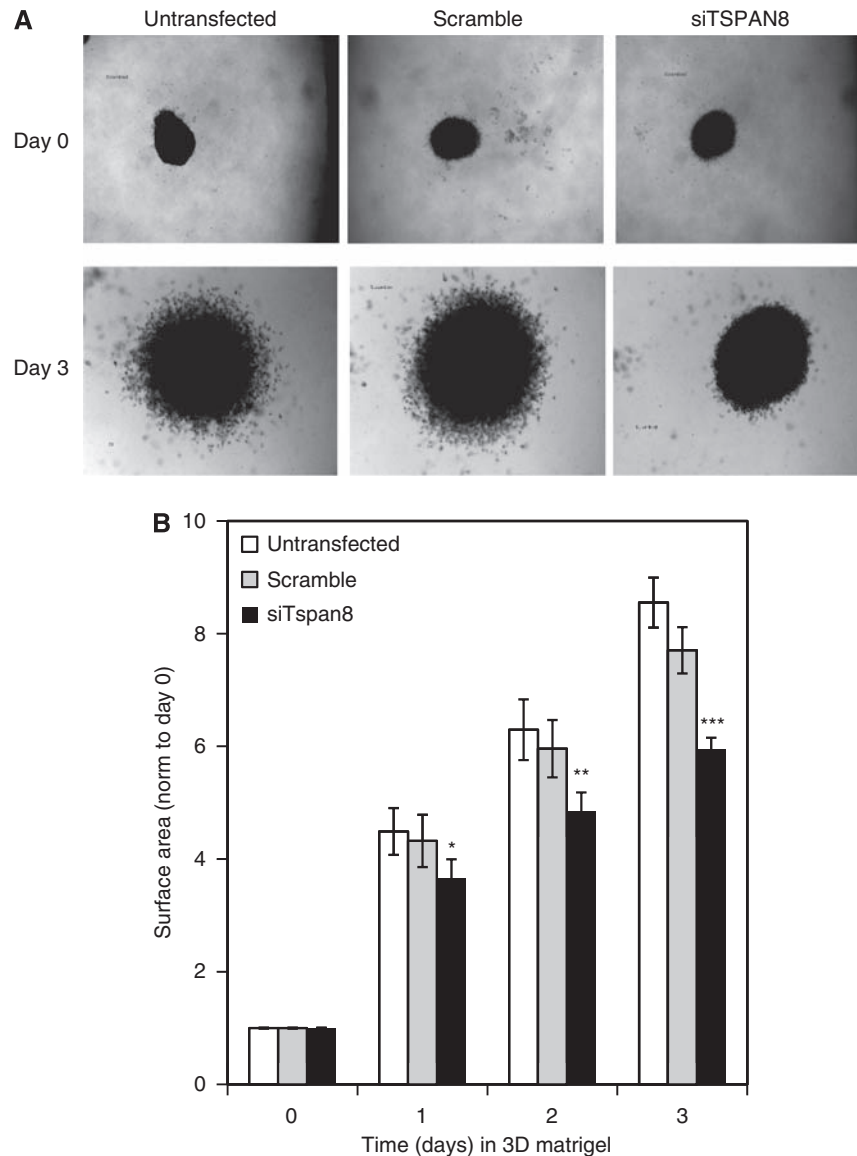 A
Untransfected Scramble siTSPAN8
Day 0
Day 3
B
10
8
6
4
2
0
Surface area (norm to day 0)
Untransfected
Scramble
siTspan8
*
**
***
0 1 2 3
Time (days) in 3D matrigel